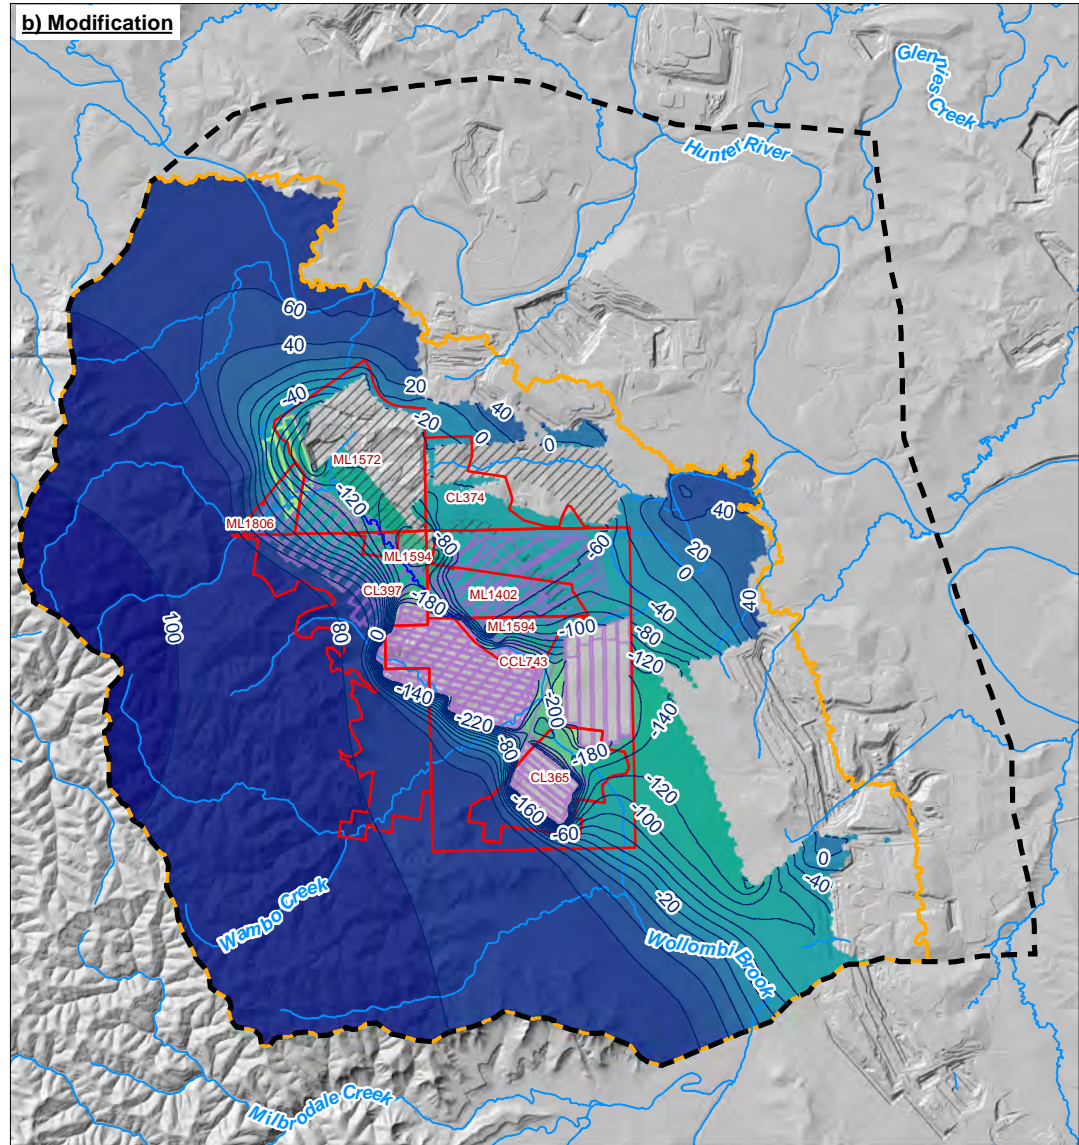 b) Modification
Glennies Creek
Hunter River
60
40
20
-40
-20
40
0
0
ML1572
-120
CL374
40
ML1806
-80
-60
20
ML1594
0
CL397
-180
ML1402
-40
40
100
80
0
ML1594
-100
-80
CCL743
-120
-140
-200
-140
-220
-80
-180
CL365
-120
-160
-100
-60
0
-40
-20
Wambo Creek
Wollombi Brook
Milbrodale Creek